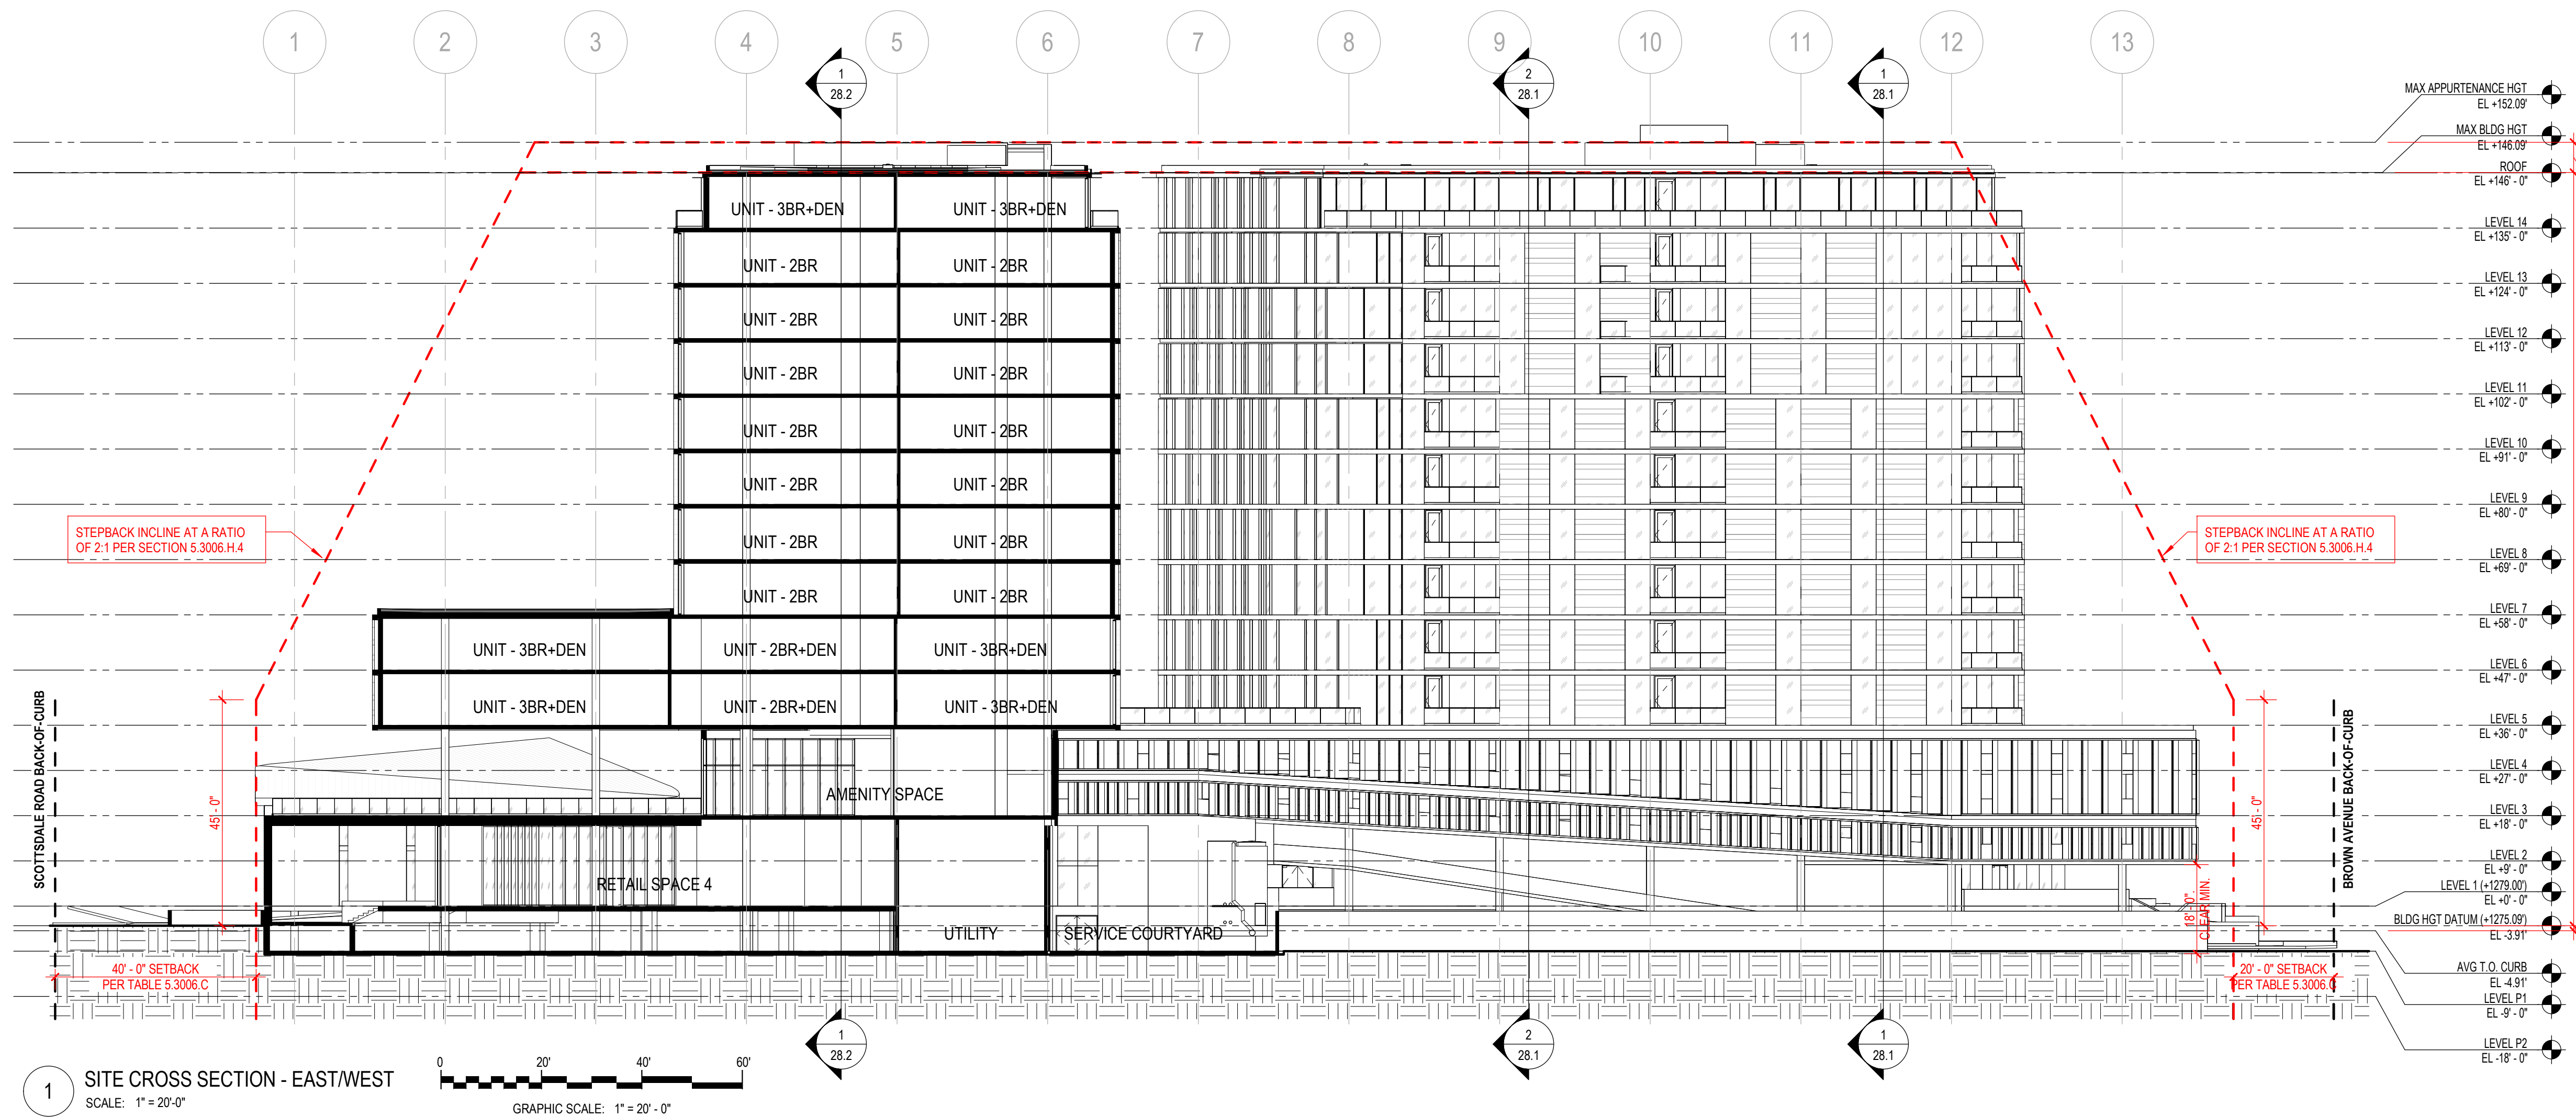 1 2 3 4 5 6 7 8 9 10 11 12 13
1
28.2
2
28.1
1
28.1
MAX APPURTENANCE HGT
EL +152.09'
MAX BLDG HGT
EL +146.09'
ROOF
EL +146' - 0"
LEVEL 14
EL +135' - 0"
LEVEL 13
EL +124' - 0"
LEVEL 12
EL +113' - 0"
LEVEL 11
EL +102' - 0"
LEVEL 10
EL +91' - 0"
LEVEL 9
EL +80' - 0"
LEVEL 8
EL +69' - 0"
LEVEL 7
EL +58' - 0"
LEVEL 6
EL +47' - 0"
LEVEL 5
EL +36' - 0"
LEVEL 4
EL +27' - 0"
LEVEL 3
EL +18' - 0"
LEVEL 2
EL +9' - 0"
LEVEL 1 (+1279.00')
EL +0' - 0"
BLDG HGT DATUM (+1275.09')
EL -3.91'
AVG T.O. CURB
EL -4.91'
LEVEL P1
EL -9' - 0"
LEVEL P2
EL -18' - 0"
UNIT - 3BR+DEN UNIT - 3BR+DEN
UNIT - 2BR UNIT - 2BR
UNIT - 2BR UNIT - 2BR
UNIT - 2BR UNIT - 2BR
UNIT - 2BR UNIT - 2BR
UNIT - 2BR UNIT - 2BR
UNIT - 2BR UNIT - 2BR
UNIT - 2BR UNIT - 2BR
UNIT - 3BR+DEN UNIT - 2BR+DEN UNIT - 3BR+DEN
UNIT - 3BR+DEN UNIT - 2BR+DEN UNIT - 3BR+DEN
AMENITY SPACE
RETAIL SPACE 4
UTILITY
SERVICE COURTYARD
STEPBACK INCLINE AT A RATIO
OF 2:1 PER SECTION 5.3006.H.4
STEPBACK INCLINE AT A RATIO
OF 2:1 PER SECTION 5.3006.H.4
SCOTTSDALE ROAD BACK-OF-CURB
45' - 0"
40' - 0" SETBACK
PER TABLE 5.3006.C
18' - 0"
CLEAR MIN.
45' - 0"
BROWN AVENUE BACK-OF-CURB
20' - 0" SETBACK
PER TABLE 5.3006.C
1
28.2
2
28.1
1
28.1
1
SITE CROSS SECTION - EAST/WEST
SCALE: 1" = 20'-0"
0 20' 40' 60'
GRAPHIC SCALE: 1" = 20' - 0"